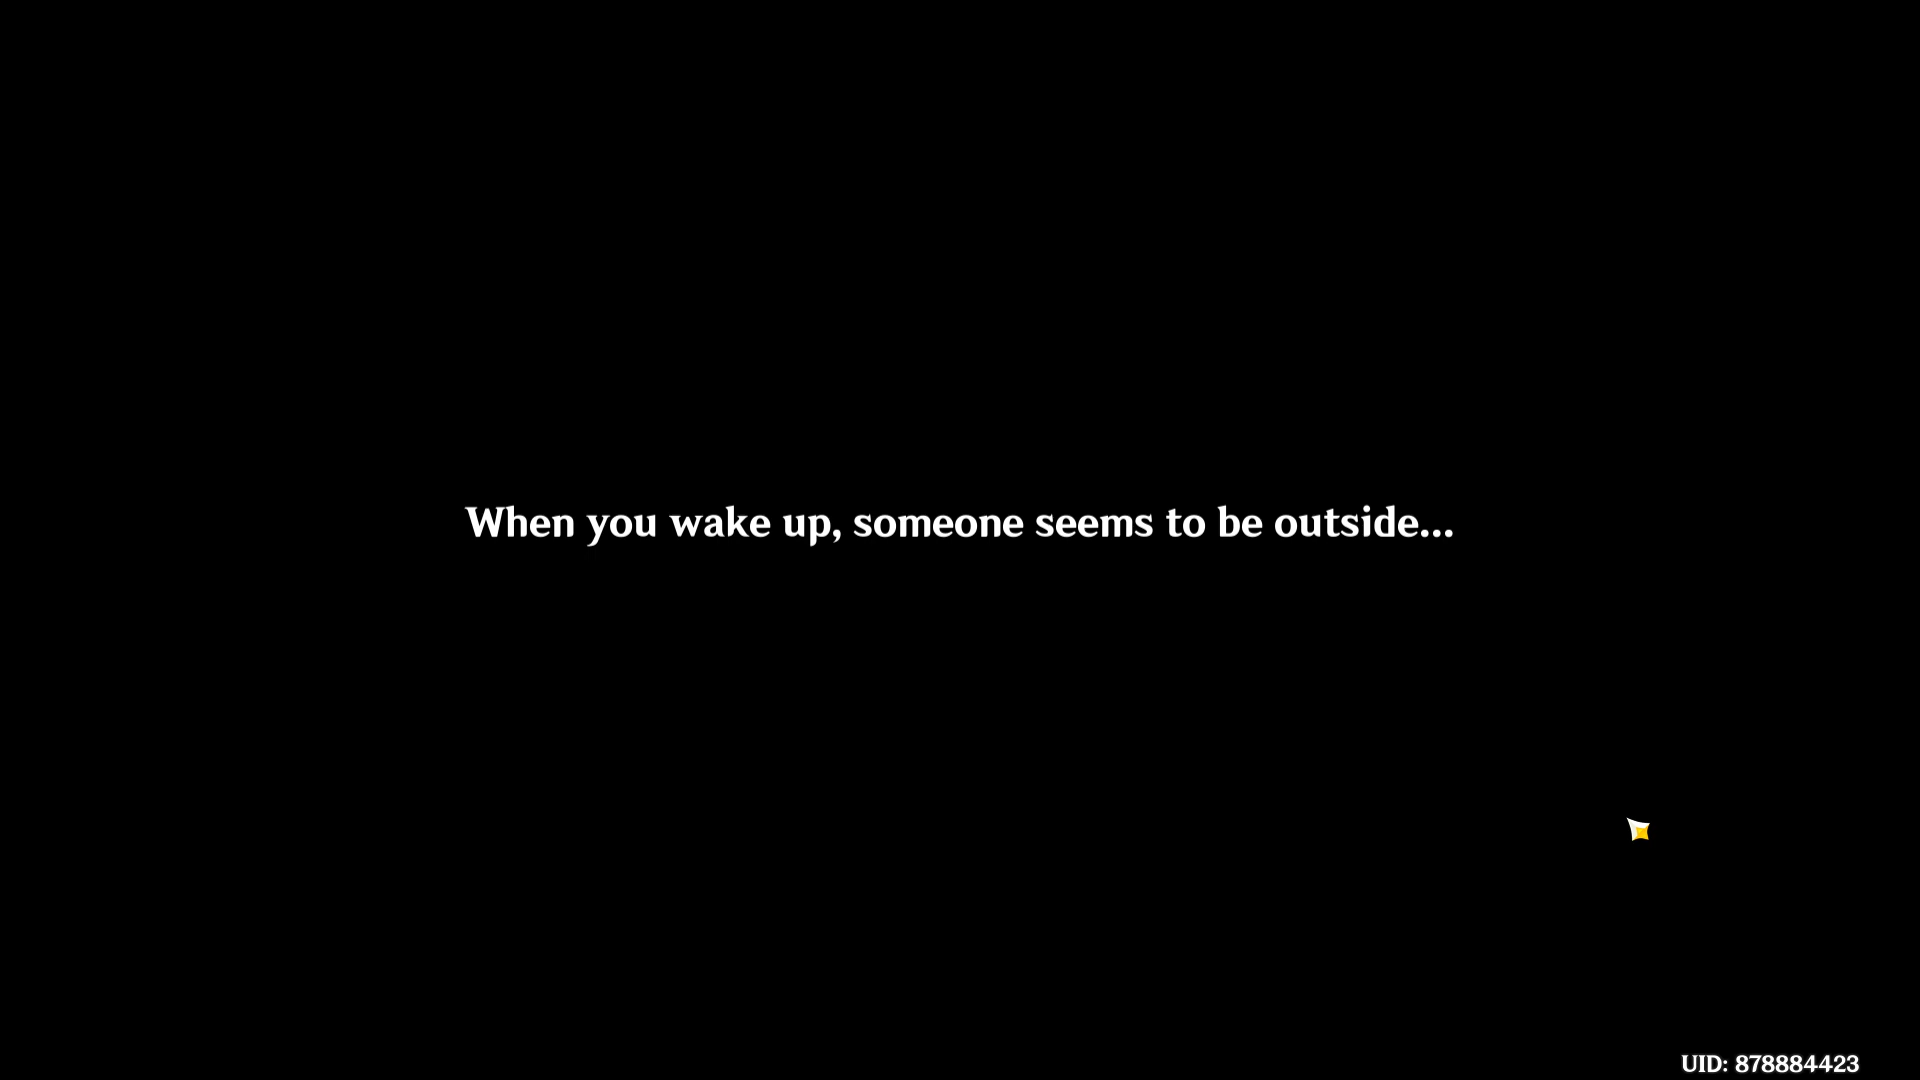 When you wake up, someone seems to be outside...
UID: 878884423